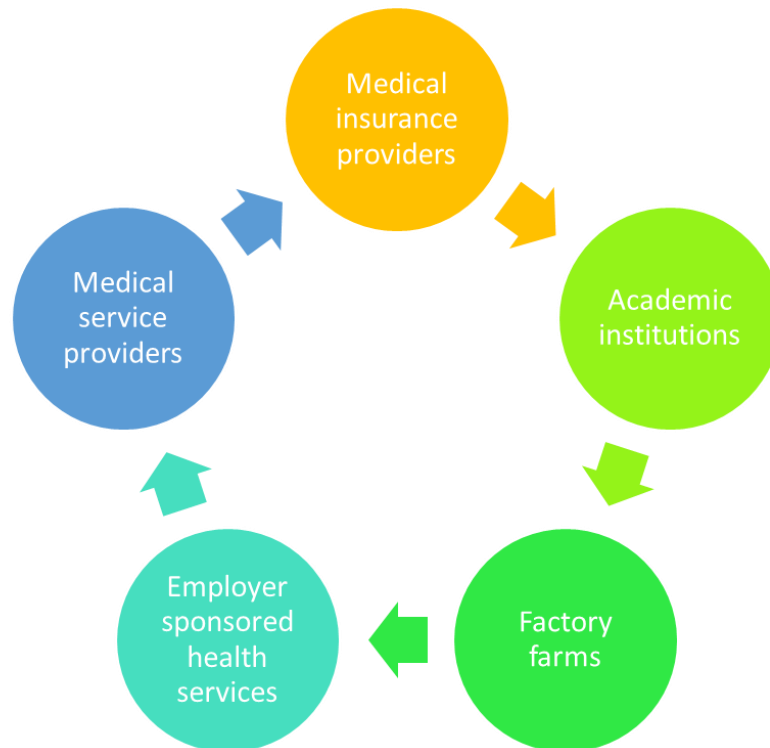 Medical
insurance
providers
Academic
institutions
Factory
farms
Employer
sponsored
health
services
Medical
service
providers